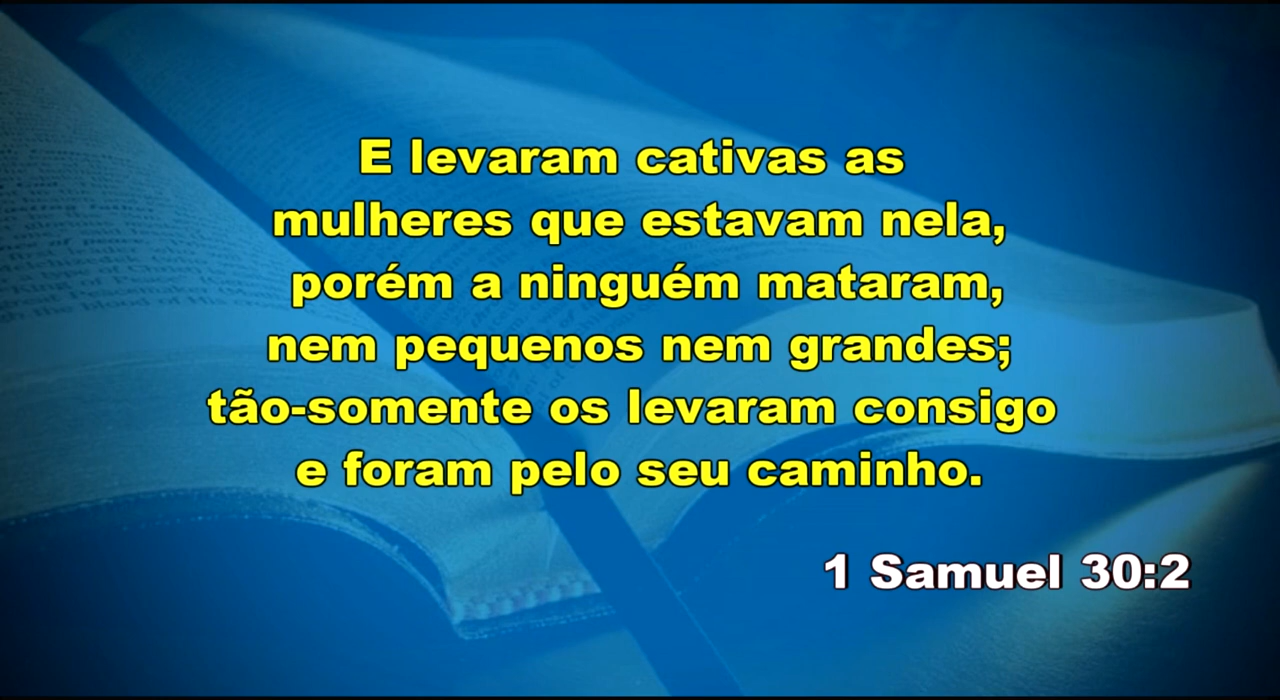 E levaram cativas as
mulheres que estavam nela,
porém a ninguém mataram,
nem pequenos nem grandes;
tão-somente os levaram consigo
e foram pelo seu caminho.
1 Samuel 30:2